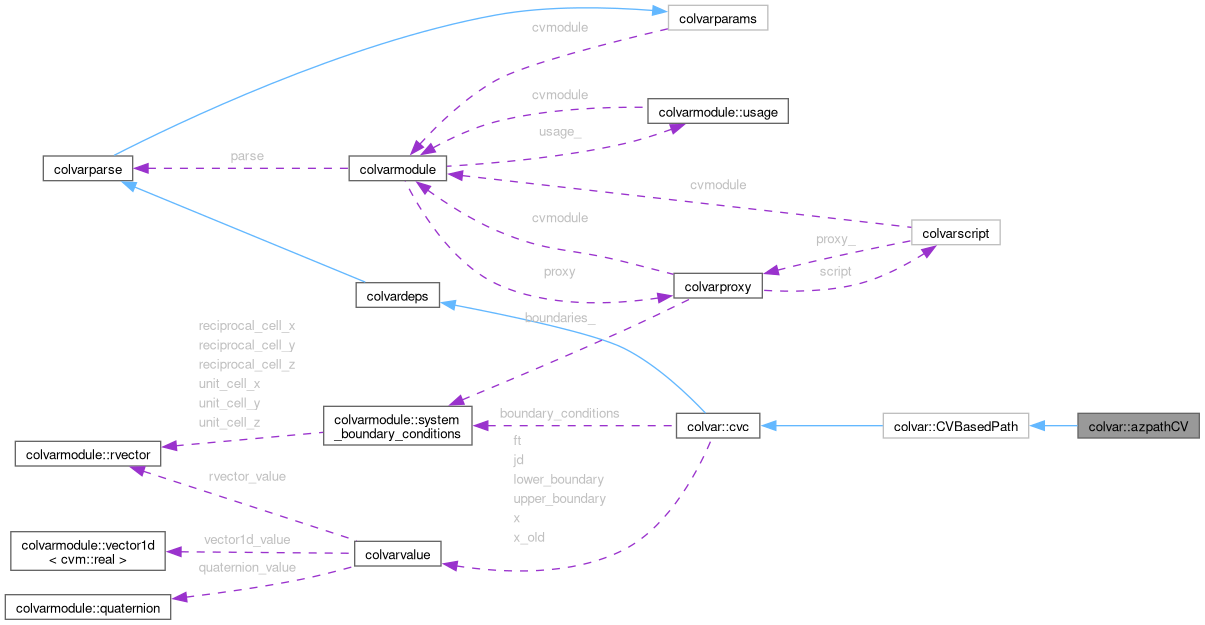 colvarparams
cvmodule
cvmodule
colvarmodule::usage
usage_
parse
colvarparse
colvarmodule
cvmodule
cvmodule
colvarscript
proxy_
proxy
script
colvarproxy
colvardeps
boundaries_
reciprocal_cell_x
reciprocal_cell_y
reciprocal_cell_z
unit_cell_x
unit_cell_y
unit_cell_z
colvarmodule::system
_boundary_conditions
boundary_conditions
colvar::cvc
colvar::CVBasedPath
colvar::azpathCV
ft
jd
lower_boundary
upper_boundary
x
x_old
colvarmodule::rvector
rvector_value
vector1d_value
colvarmodule::vector1d
< cvm::real >
colvarvalue
quaternion_value
colvarmodule::quaternion